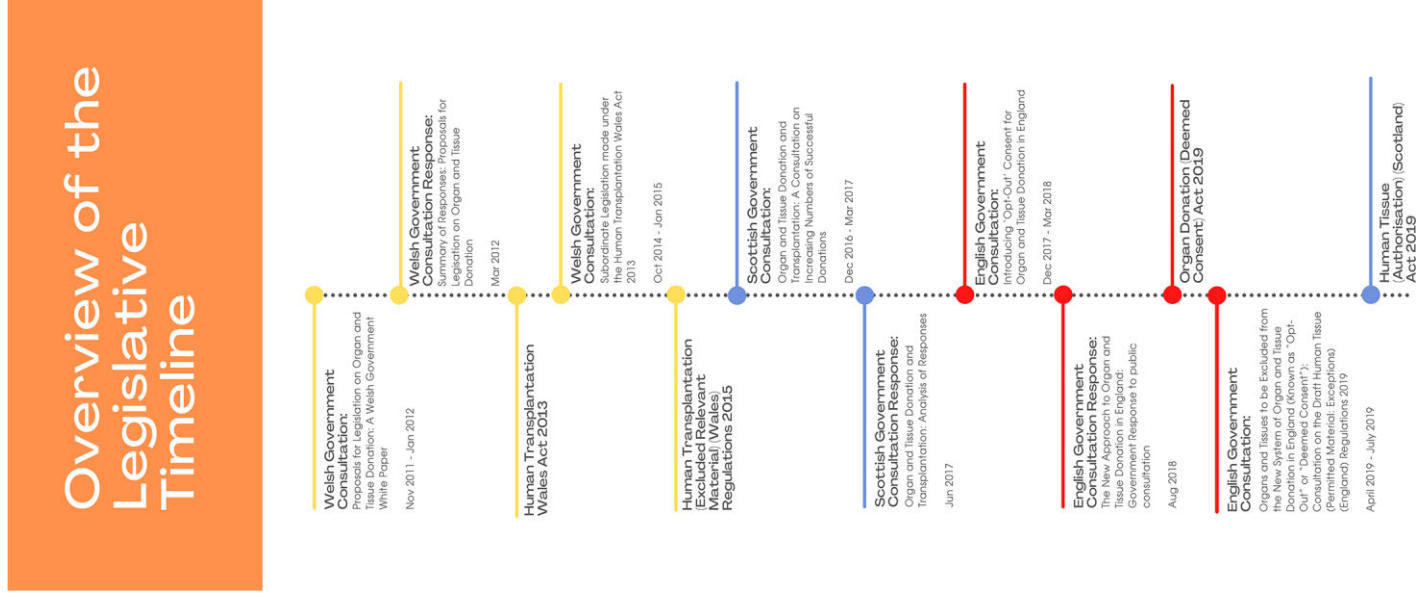 Overview of the
Legislative
Timeline
Welsh Government
Consultation:
Proposals for Legislation on Organ and
Tissue Donation: A Welsh Government
White Paper
Nov 2011 - Jan 2012
Welsh Government
Consultation Response:
Summary of Responses: Proposals for
Legisation on Organ and Tissue
Donation
Mar 2012
Human Transplantation
Wales Act 2013
Welsh Government
Consultation:
Subordinate Legislation made under
the Human Transplantation Wales Act
2013
Oct 2014 - Jan 2015
Human Transplantation
(Excluded Relevant
Material) (Wales)
Regulations 2015
Scottish Government
Consultation:
Organ and Tissue Donation and
Transplantation: A Consultation on
Increasing Numbers of Successful
Donations
Dec 2016 - Mar 2017
Scottish Government
Consultation Response:
Organ and Tissue Donation and
Transplantation: Analysis of Responses
Jun 2017
English Government
Consultation:
Introducing 'Opt-Out' Consent for
Organ and Tissue Donation in England
Dec 2017 - Mar 2018
English Government
Consultation Response:
The New Approach to Organ and
Tissue Donation in England:
Government Response to public
consultation
Aug 2018
Organ Donation (Deemed
Consent) Act 2019
English Government
Consultation:
Organs and Tissues to be Excluded from
the New System of Organ and Tissue
Donation in England (Known as "Opt-
Out" or "Deemed Consent"):
Consultation on the Draft Human Tissue
(Permitted Material: Exceptions)
(England) Regulations 2019
April 2019 - July 2019
Human Tissue
(Authorisation) (Scotland)
Act 2019